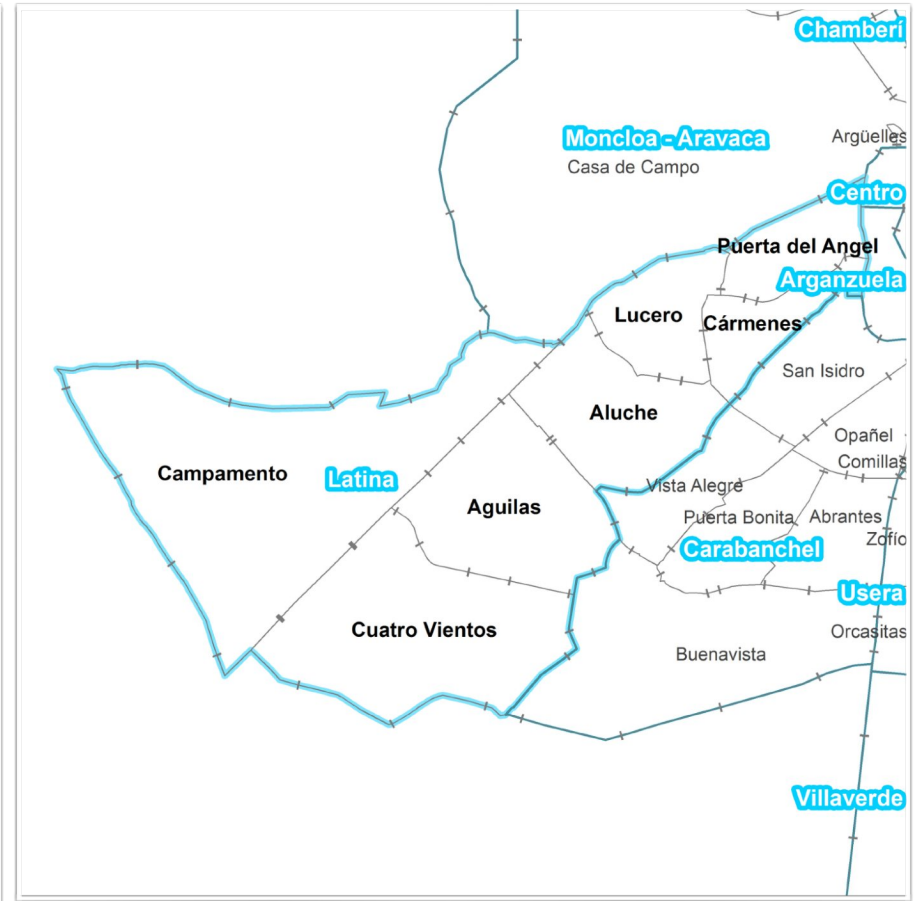 Chamberí
Argüelles
Moncloa - Aravaca
Casa de Campo
Centro
Puerta del Angel
Arganzuela
Lucero
Cármenes
San Isidro
Aluche
Opañel
Comillas
Campamento
Latina
Vista Alegre
Aguilas
Puerta Bonita
Abrantes
Zofío
Carabanchel
Usera
Cuatro Vientos
Orcasitas
Buenavista
Villaverde